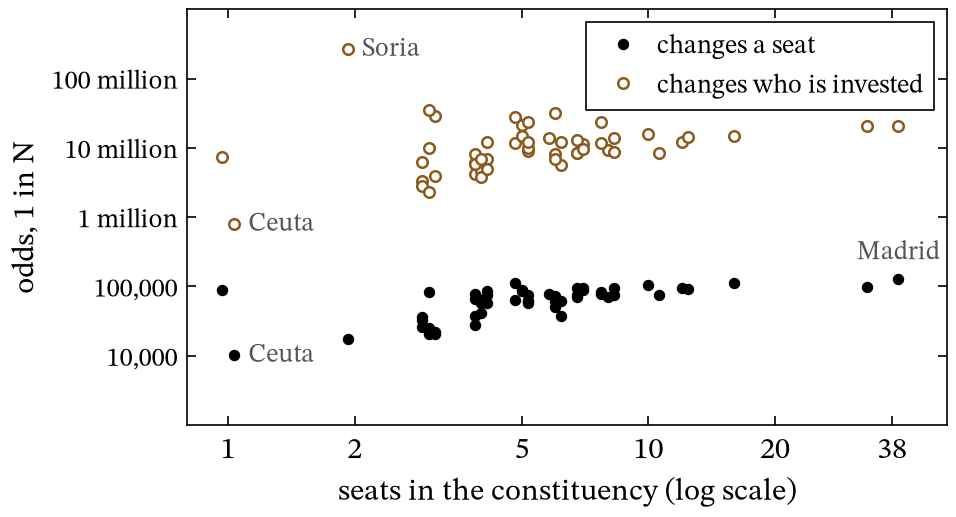 Soria
changes a seat
changes who is invested
100 million
10 million
1 million
100,000
10,000
odds, 1 in N
Ceuta
Madrid
Ceuta
1 2 5 10 20 38
seats in the constituency (log scale)